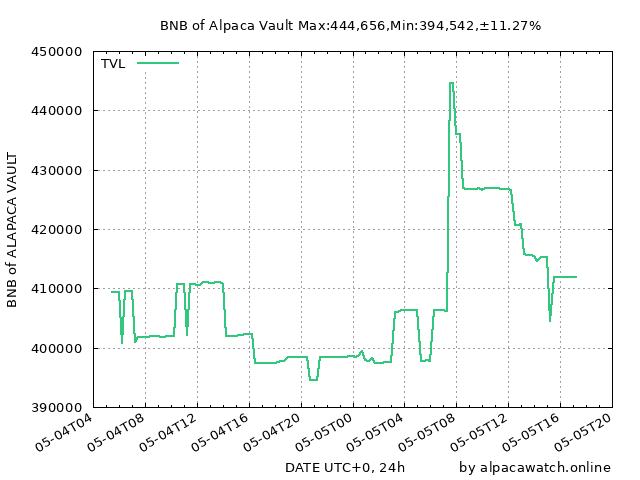 BNB of Alpaca Vault Max:444,656,Min:394,542,±11.27%
TVL
BNB of ALAPACA VAULT
450000
440000
430000
420000
410000
400000
390000
05-04T04
05-04T08
05-04T12
05-04T16
05-04T20
05-05T00
05-05T04
05-05T08
05-05T12
05-05T16
05-05T20
DATE UTC+0, 24h
by alpacawatch.online